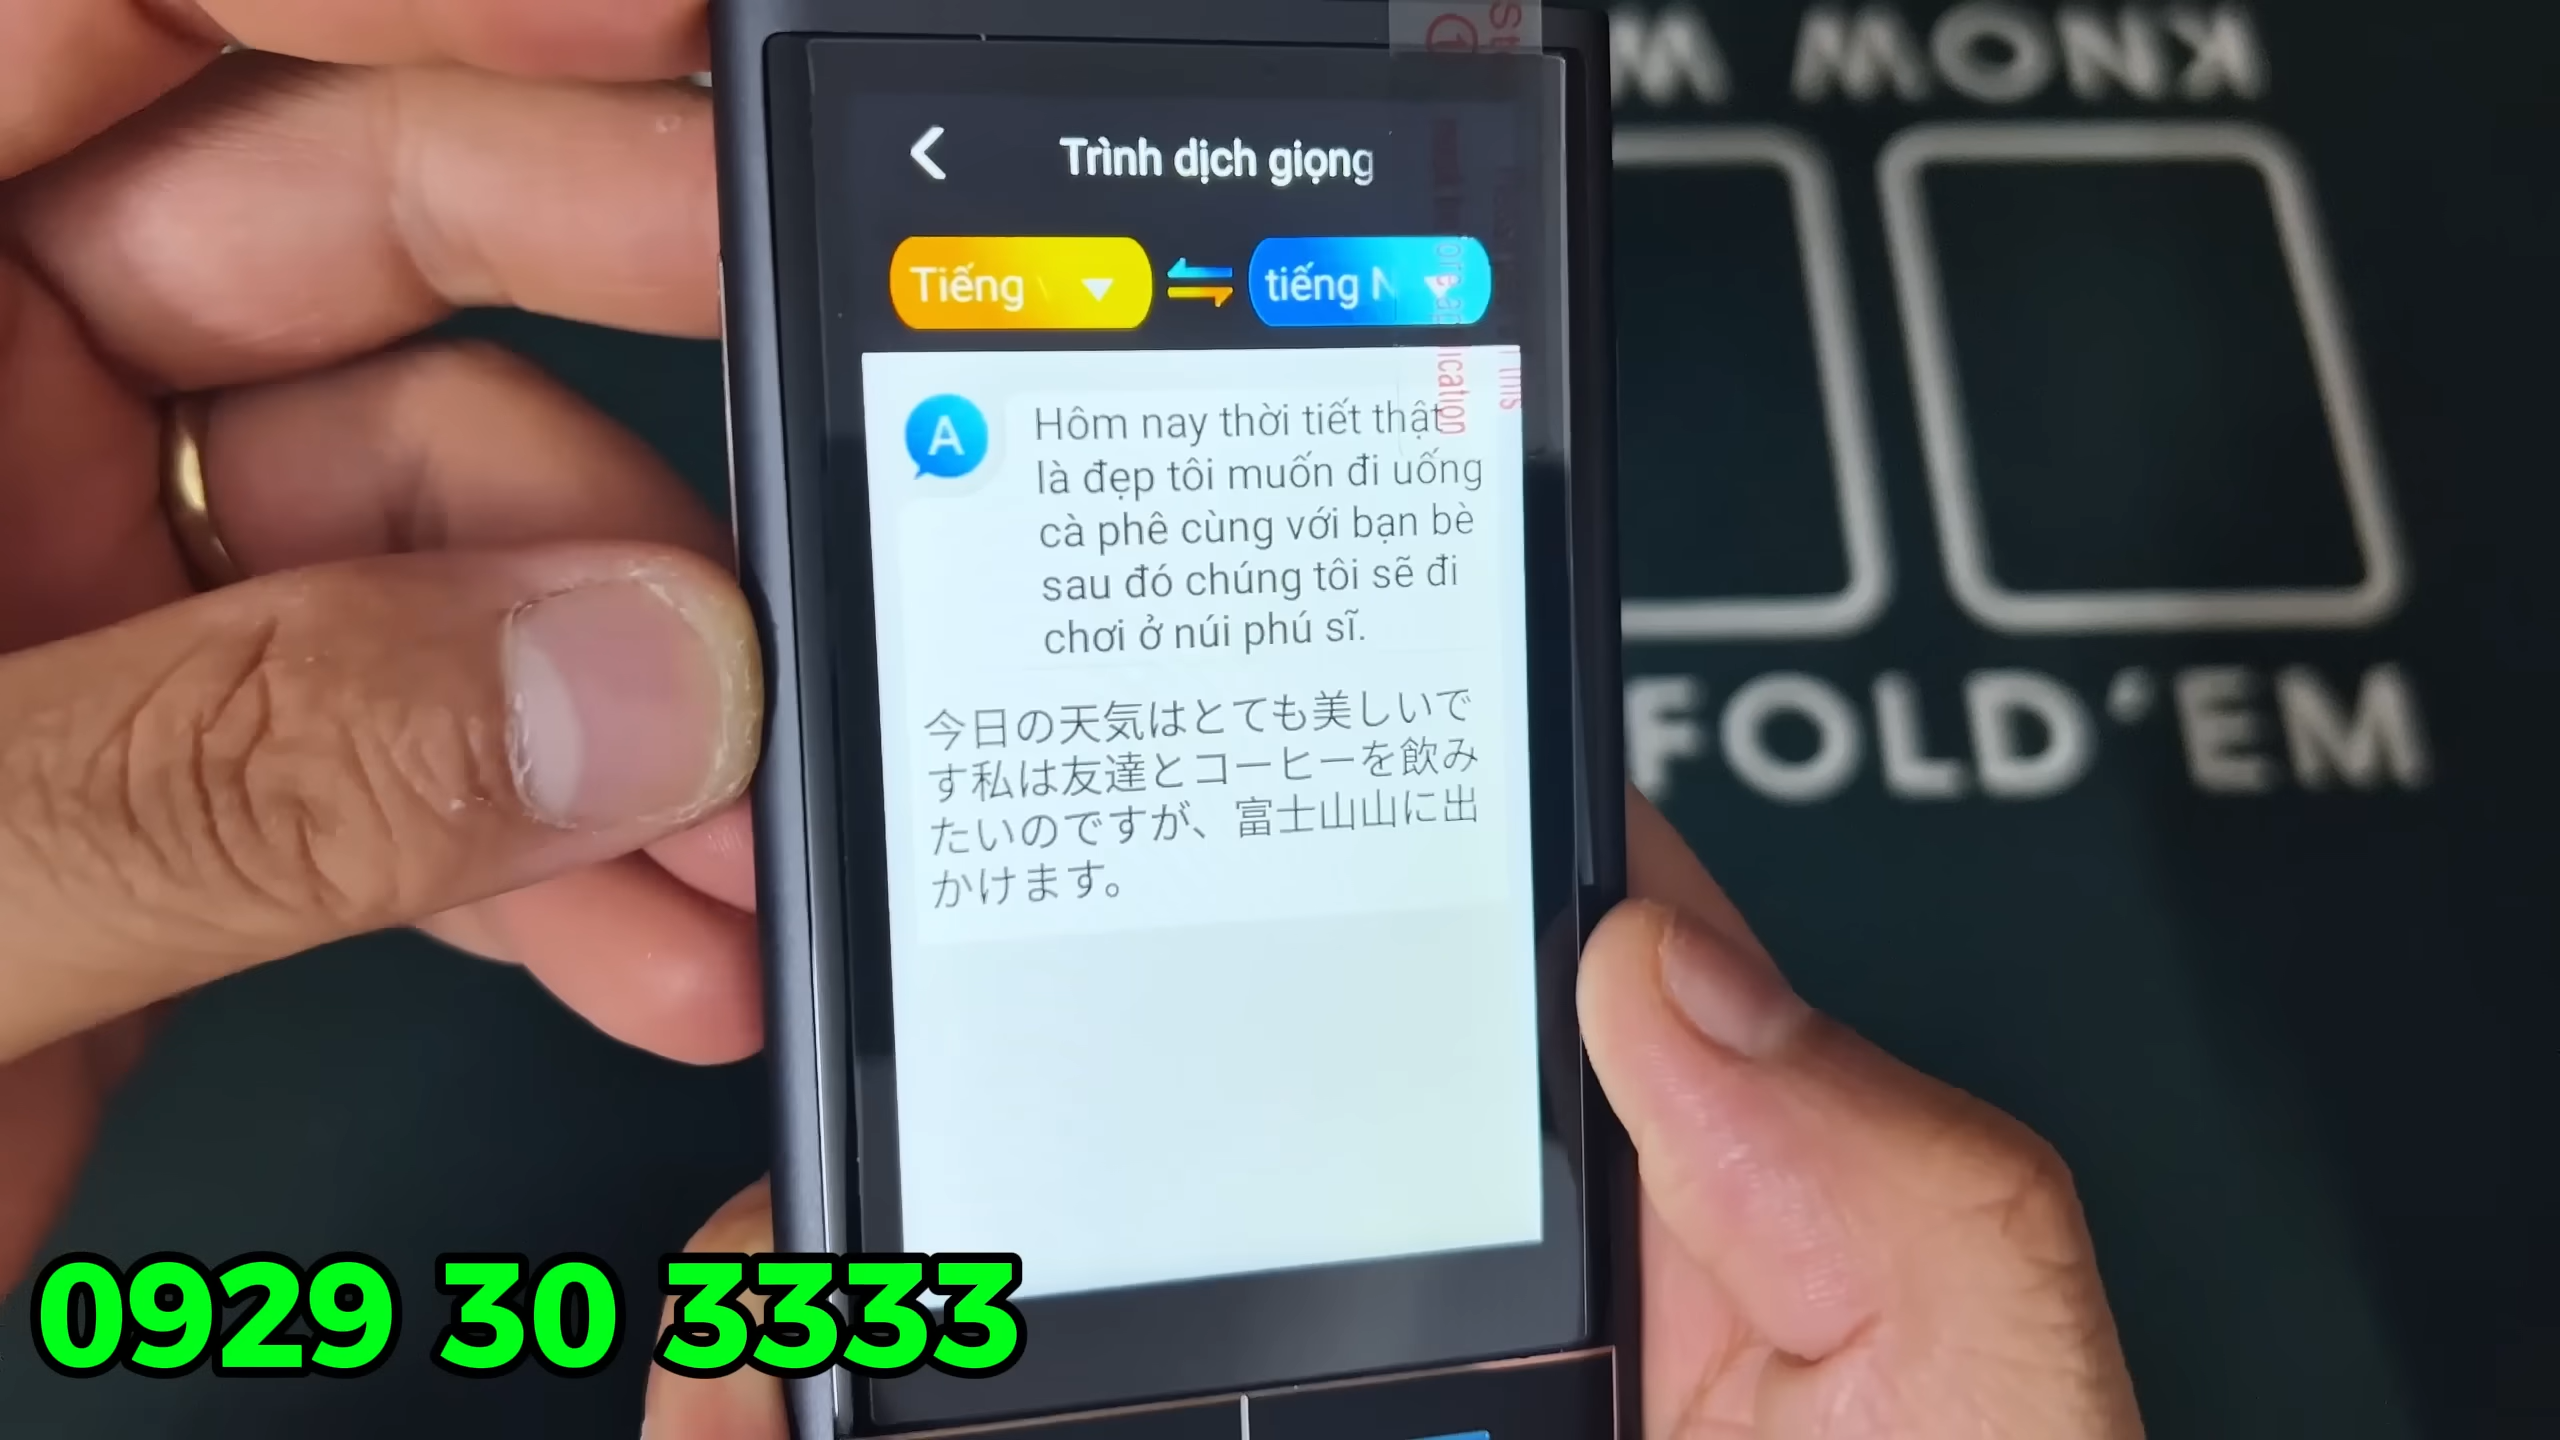 KNOW W
Trình dịch giọng
Tiếng
tiếng N
A
Hôm nay thời tiết thật
là đẹp tôi muốn đi uống
cà phê cùng với bạn bè
sau đó chúng tôi sẽ đi
chơi ở núi phú sĩ.
今日の天気はとても美しいで
す私は友達とコーヒーを飲み
たいのですが、富士山山に出
かけます。
FOLD'EM
0929 30 3333